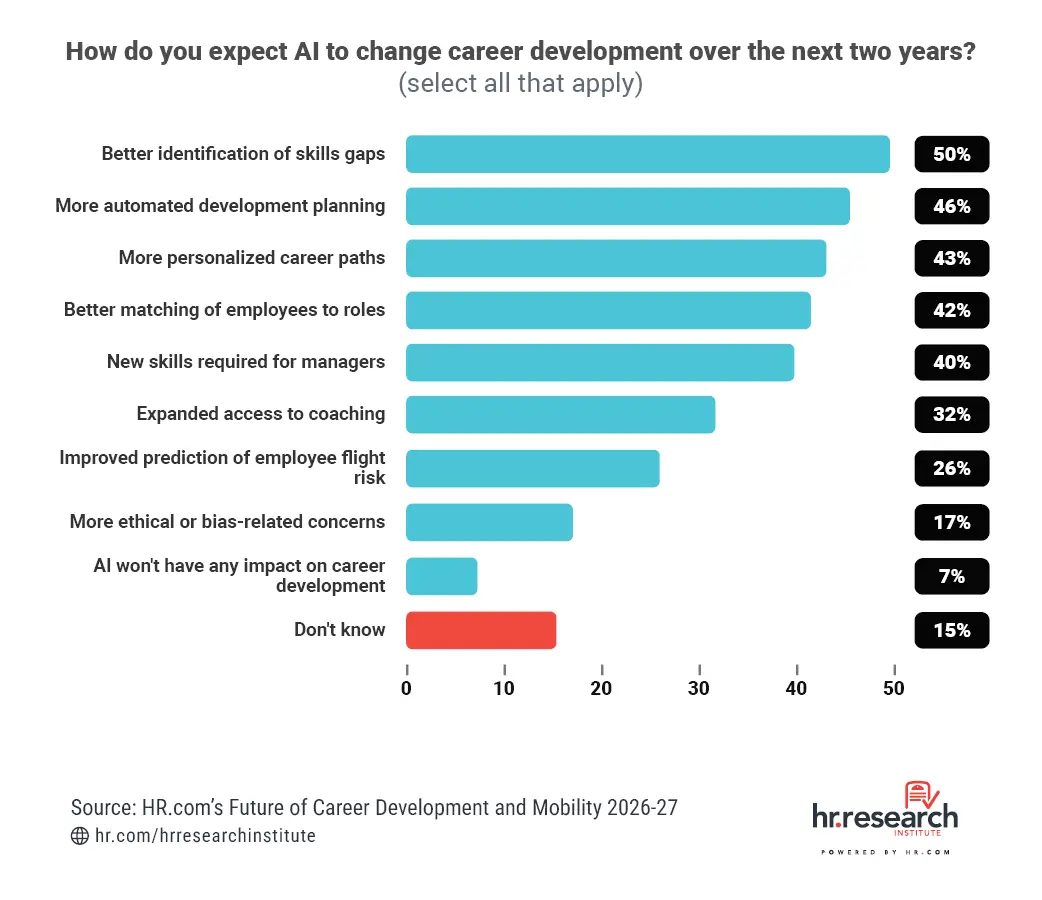 How do you expect AI to change career development over the next two years?
(select all that apply)
Better identification of skills gaps 50%
More automated development planning 46%
More personalized career paths 43%
Better matching of employees to roles 42%
New skills required for managers 40%
Expanded access to coaching 32%
Improved prediction of employee flight
risk 26%
More ethical or bias-related concerns 17%
AI won't have any impact on career
development 7%
Don't know 15%
0 10 20 30 40 50
Source: HR.com’s Future of Career Development and Mobility 2026-27
hr.com/hrresearchinstitute
hr.research
INSTITUTE
POWERED BY HR.COM